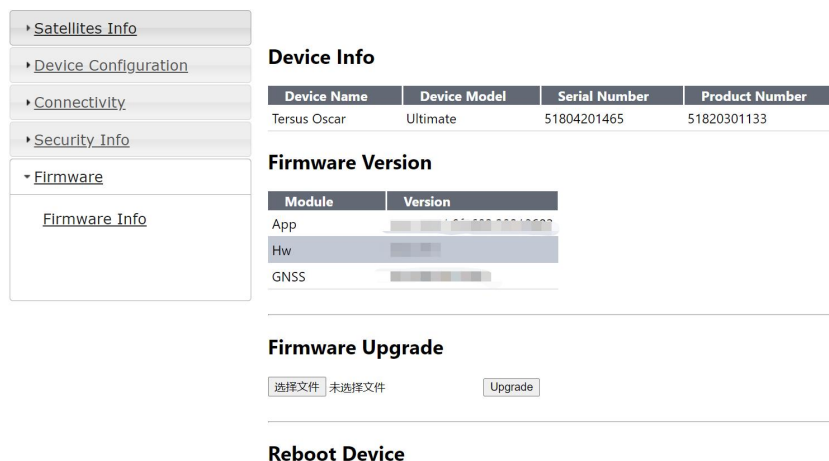 Satellites Info
Device Configuration
Connectivity
Security Info
Firmware
Firmware Info
Device Info
Device Name Device Model Serial Number Product Number
Tersus Oscar Ultimate 51804201465 51820301133
Firmware Version
Module Version
App
Hw
GNSS
Firmware Upgrade
选择文件 未选择文件 Upgrade
Reboot Device